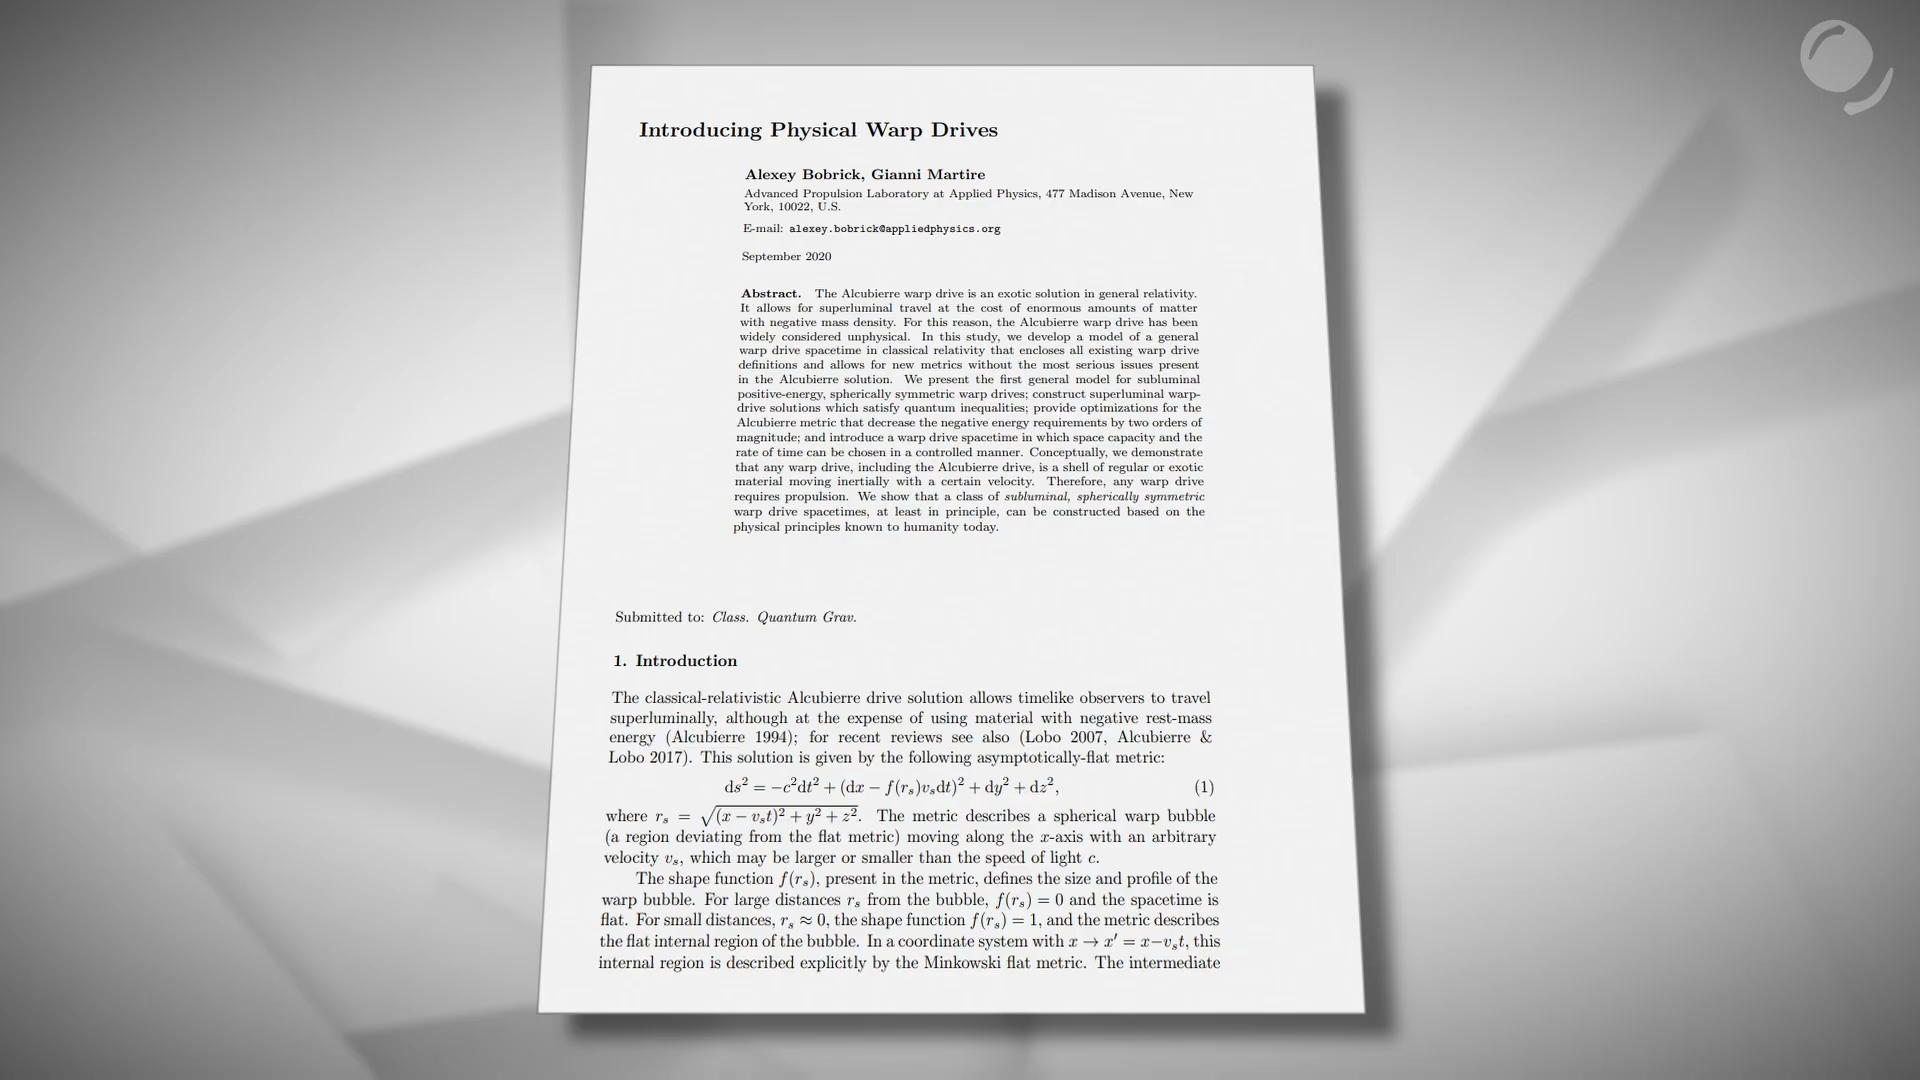 Introducing Physical Warp Drives
Alexey Bobrick, Gianni Martire
Advanced Propulsion Laboratory at Applied Physics, 477 Madison Avenue, New
York, 10022, U.S.
E-mail: alexey.bobrick@appliedphysics.org
September 2020
Abstract. The Alcubierre warp drive is an exotic solution in general relativity.
It allows for superluminal travel at the cost of enormous amounts of matter
with negative mass density. For this reason, the Alcubierre warp drive has been
widely considered unphysical. In this study, we develop a model of a general
warp drive spacetime in classical relativity that encloses all existing warp drive
definitions and allows for new metrics without the most serious issues present
in the Alcubierre solution. We present the first general model for subluminal
positive-energy, spherically symmetric warp drives; construct superluminal warp-
drive solutions which satisfy quantum inequalities; provide optimizations for the
Alcubierre metric that decrease the negative energy requirements by two orders of
magnitude; and introduce a warp drive spacetime in which space capacity and the
rate of time can be chosen in a controlled manner. Conceptually, we demonstrate
that any warp drive, including the Alcubierre drive, is a shell of regular or exotic
material moving inertially with a certain velocity. Therefore, any warp drive
requires propulsion. We show that a class of subluminal, spherically symmetric
warp drive spacetimes, at least in principle, can be constructed based on the
physical principles known to humanity today.
Submitted to: Class. Quantum Grav.
1. Introduction
The classical-relativistic Alcubierre drive solution allows timelike observers to travel
superluminally, although at the expense of using material with negative rest-mass
energy (Alcubierre 1994); for recent reviews see also (Lobo 2007, Alcubierre &
Lobo 2017). This solution is given by the following asymptotically-flat metric:
ds² = −c²dt² + (dx − f(rₛ)vₛdt)² + dy² + dz², (1)
where rₛ = √((x − vₛt)² + y² + z²). The metric describes a spherical warp bubble
(a region deviating from the flat metric) moving along the x-axis with an arbitrary
velocity vₛ, which may be larger or smaller than the speed of light c.
The shape function f(rₛ), present in the metric, defines the size and profile of the
warp bubble. For large distances rₛ from the bubble, f(rₛ) = 0 and the spacetime is
flat. For small distances, rₛ ≈ 0, the shape function f(rₛ) = 1, and the metric describes
the flat internal region of the bubble. In a coordinate system with x → x′ = x−vₛt, this
internal region is described explicitly by the Minkowski flat metric. The intermediate